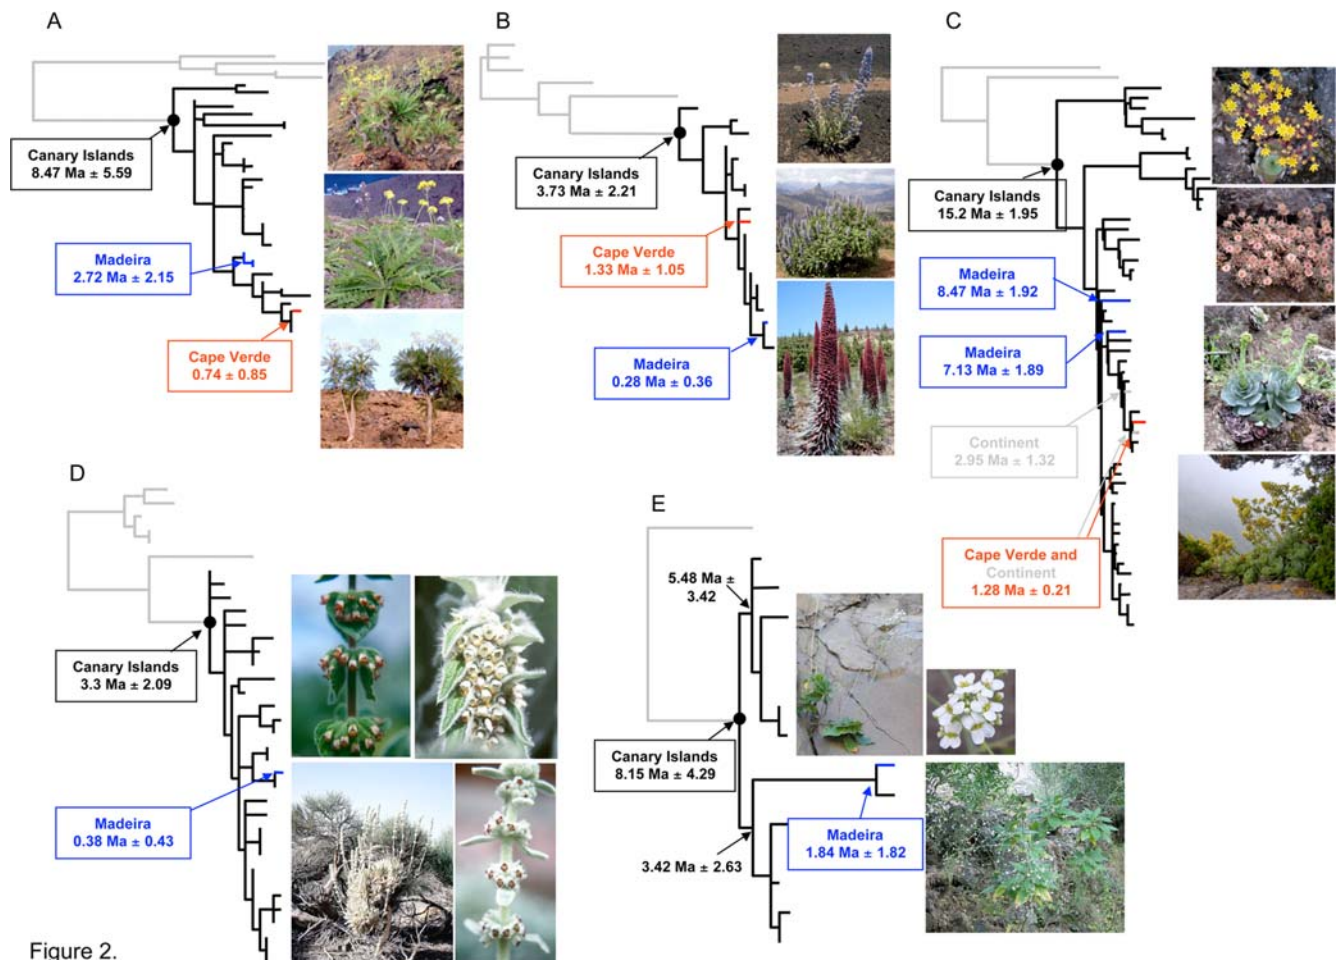 A
Canary Islands
8.47 Ma ± 5.59
Madeira
2.72 Ma ± 2.15
Cape Verde
0.74 ± 0.85
B
Canary Islands
3.73 Ma ± 2.21
Cape Verde
1.33 Ma ± 1.05
Madeira
0.28 Ma ± 0.36
C
Canary Islands
15.2 Ma ± 1.95
Madeira
8.47 Ma ± 1.92
Madeira
7.13 Ma ± 1.89
Continent
2.95 Ma ± 1.32
Cape Verde and
Continent
1.28 Ma ± 0.21
D
Canary Islands
3.3 Ma ± 2.09
Madeira
0.38 Ma ± 0.43
E
5.48 Ma ±
3.42
Canary Islands
8.15 Ma ± 4.29
Madeira
1.84 Ma ± 1.82
3.42 Ma ± 2.63
Figure 2.